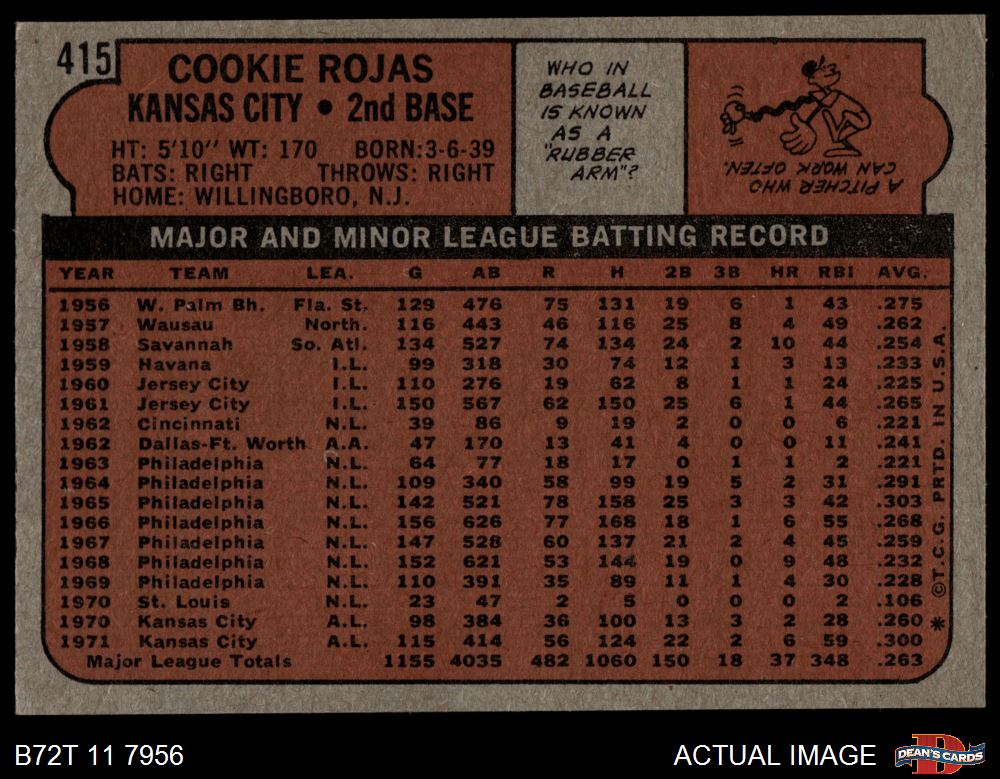 415
COOKIE ROJAS
KANSAS CITY • 2nd BASE
HT: 5'10" WT: 170 BORN:3-6-39
BATS: RIGHT THROWS: RIGHT
HOME: WILLINGBORO, N.J.
WHO IN
BASEBALL
IS KNOWN
AS A
"RUBBER
ARM"?
A PITCHER WHO
CAN WORK OFTEN.
MAJOR AND MINOR LEAGUE BATTING RECORD
YEAR TEAM LEA. G AB R H 2B 3B HR RBI AVG.
1956 W. Palm Bh. Fla. St. 129 476 75 131 19 6 1 43 .275
1957 Wausau North. 116 443 46 116 25 8 4 49 .262
1958 Savannah So. Atl. 134 527 74 134 24 2 10 44 .254
1959 Havana I.L. 99 318 30 74 12 1 3 13 .233
1960 Jersey City I.L. 110 276 19 62 8 1 1 24 .225
1961 Jersey City I.L. 150 567 62 150 25 6 1 44 .265
1962 Cincinnati N.L. 39 86 9 19 2 0 0 6 .221
1962 Dallas-Ft. Worth A.A. 47 170 13 41 4 0 0 11 .241
1963 Philadelphia N.L. 64 77 18 17 0 1 1 2 .221
1964 Philadelphia N.L. 109 340 58 99 19 5 2 31 .291
1965 Philadelphia N.L. 142 521 78 158 25 3 3 42 .303
1966 Philadelphia N.L. 156 626 77 168 18 1 6 55 .268
1967 Philadelphia N.L. 147 528 60 137 21 2 4 45 .259
1968 Philadelphia N.L. 152 621 53 144 19 0 9 48 .232
1969 Philadelphia N.L. 110 391 35 89 11 1 4 30 .228
1970 St. Louis N.L. 23 47 2 5 0 0 0 2 .106
1970 Kansas City A.L. 98 384 36 100 13 3 2 28 .260
1971 Kansas City A.L. 115 414 56 124 22 2 6 59 .300
Major League Totals 1155 4035 482 1060 150 18 37 348 .263
* ©T.C.G. PRTD. IN U.S.A.
B72T 11 7956
ACTUAL IMAGE
D
DEAN'S CARDS